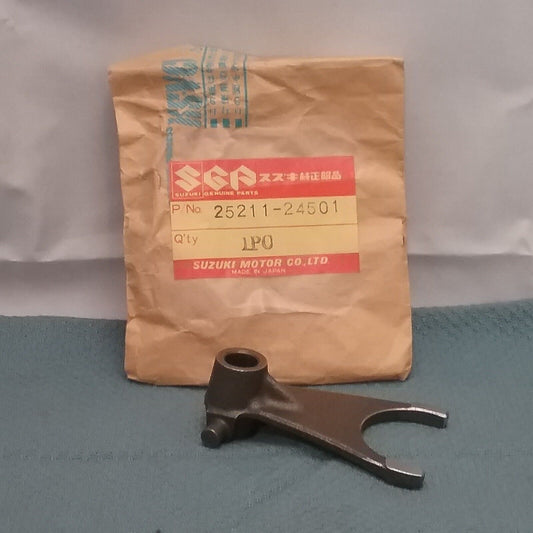 SGP スズキ純正部品
SUZUKI GENUINE PARTS
P No. 25211-24501
Q'ty 1PO
SUZUKI MOTOR CO.,LTD.
MADE IN JAPAN